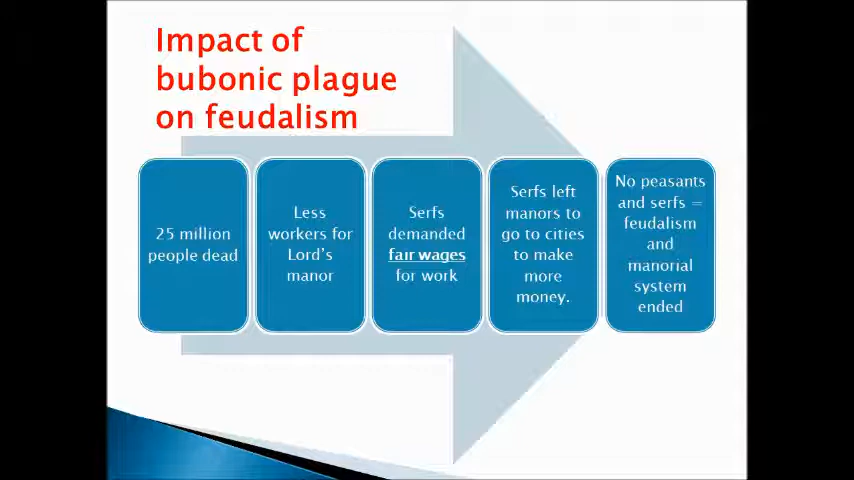 Impact of
bubonic plague
on feudalism
25 million
people dead
Less
workers for
Lord's
manor
Serfs
demanded
fair wages
for work
Serfs left
manors to
go to cities
to make
more
money.
No peasants
and serfs =
feudalism
and
manorial
system
ended